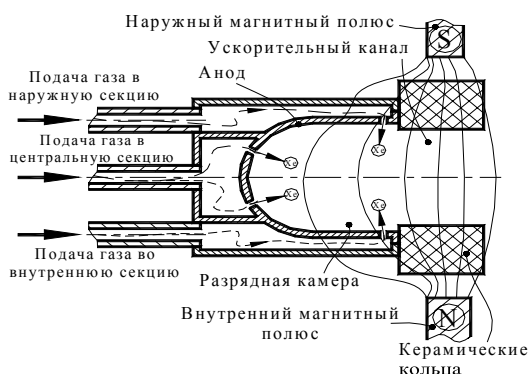 Наружный магнитный полюс
S
Ускорительный канал
Анод
Подача газа в
наружную секцию
Подача газа в
центральную секцию
Xe
Xe
Xe
Xe
Подача газа во
внутреннюю секцию
Разрядная камера
Внутренний магнитный
полюс
N
Керамические
кольца